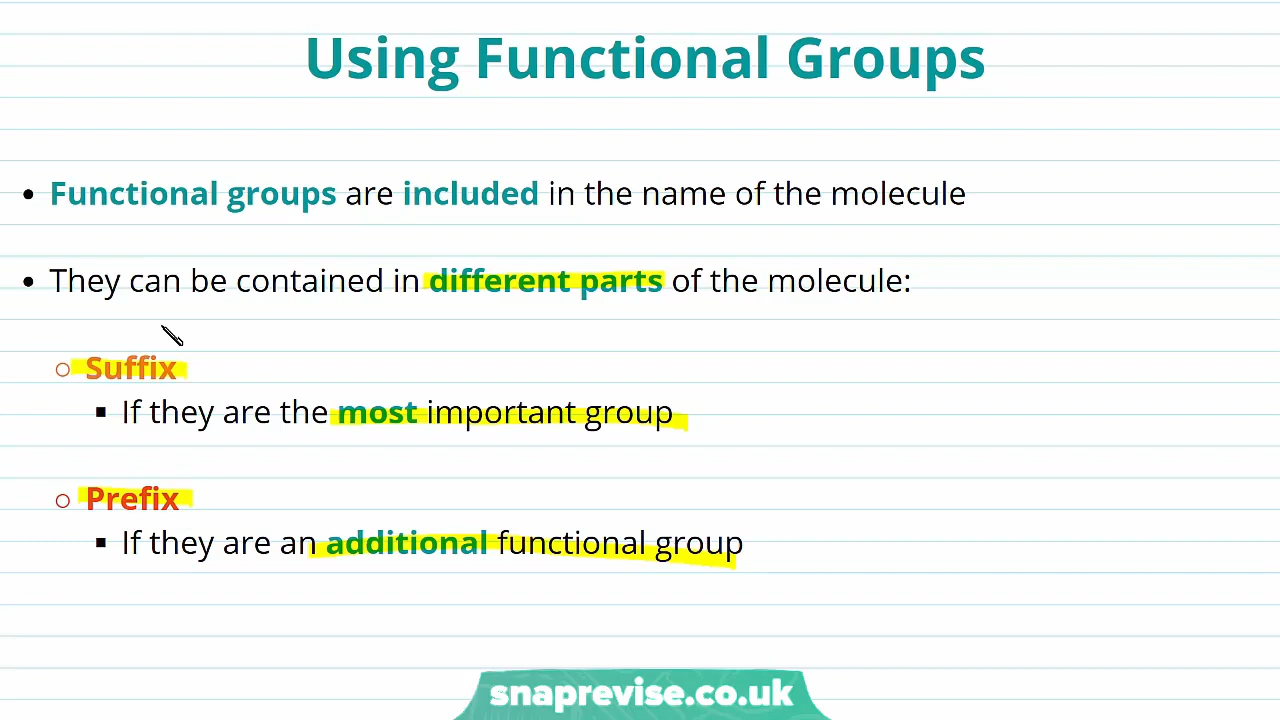 Using Functional Groups
• Functional groups are included in the name of the molecule
• They can be contained in different parts of the molecule:
○ Suffix
▪ If they are the most important group
○ Prefix
▪ If they are an additional functional group
snaprevise.co.uk